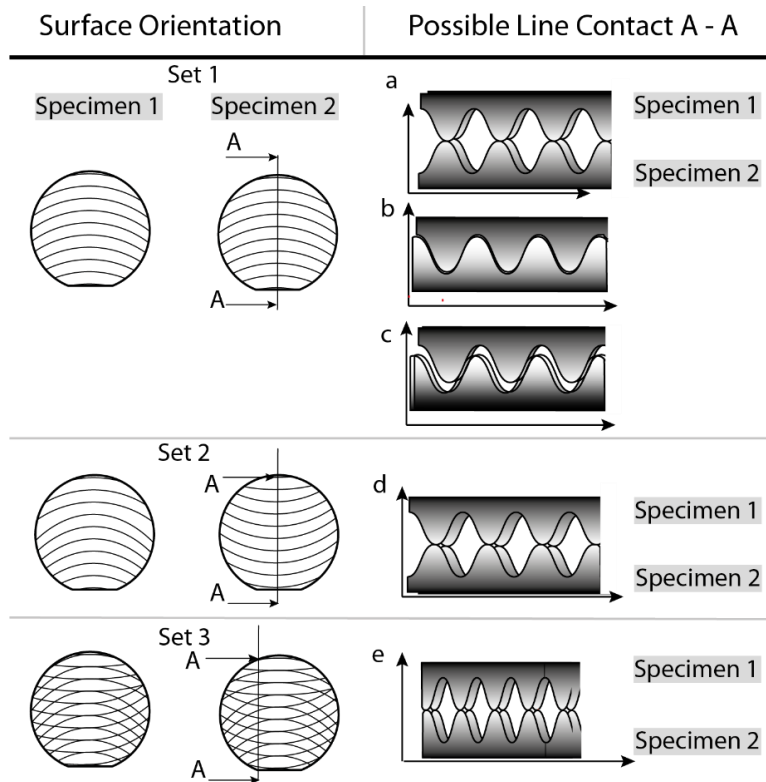 Surface Orientation
Possible Line Contact A - A
Set 1
Specimen 1
Specimen 2
A
A
a
Specimen 1
Specimen 2
b
c
Set 2
A
A
d
Specimen 1
Specimen 2
Set 3
A
A
e
Specimen 1
Specimen 2